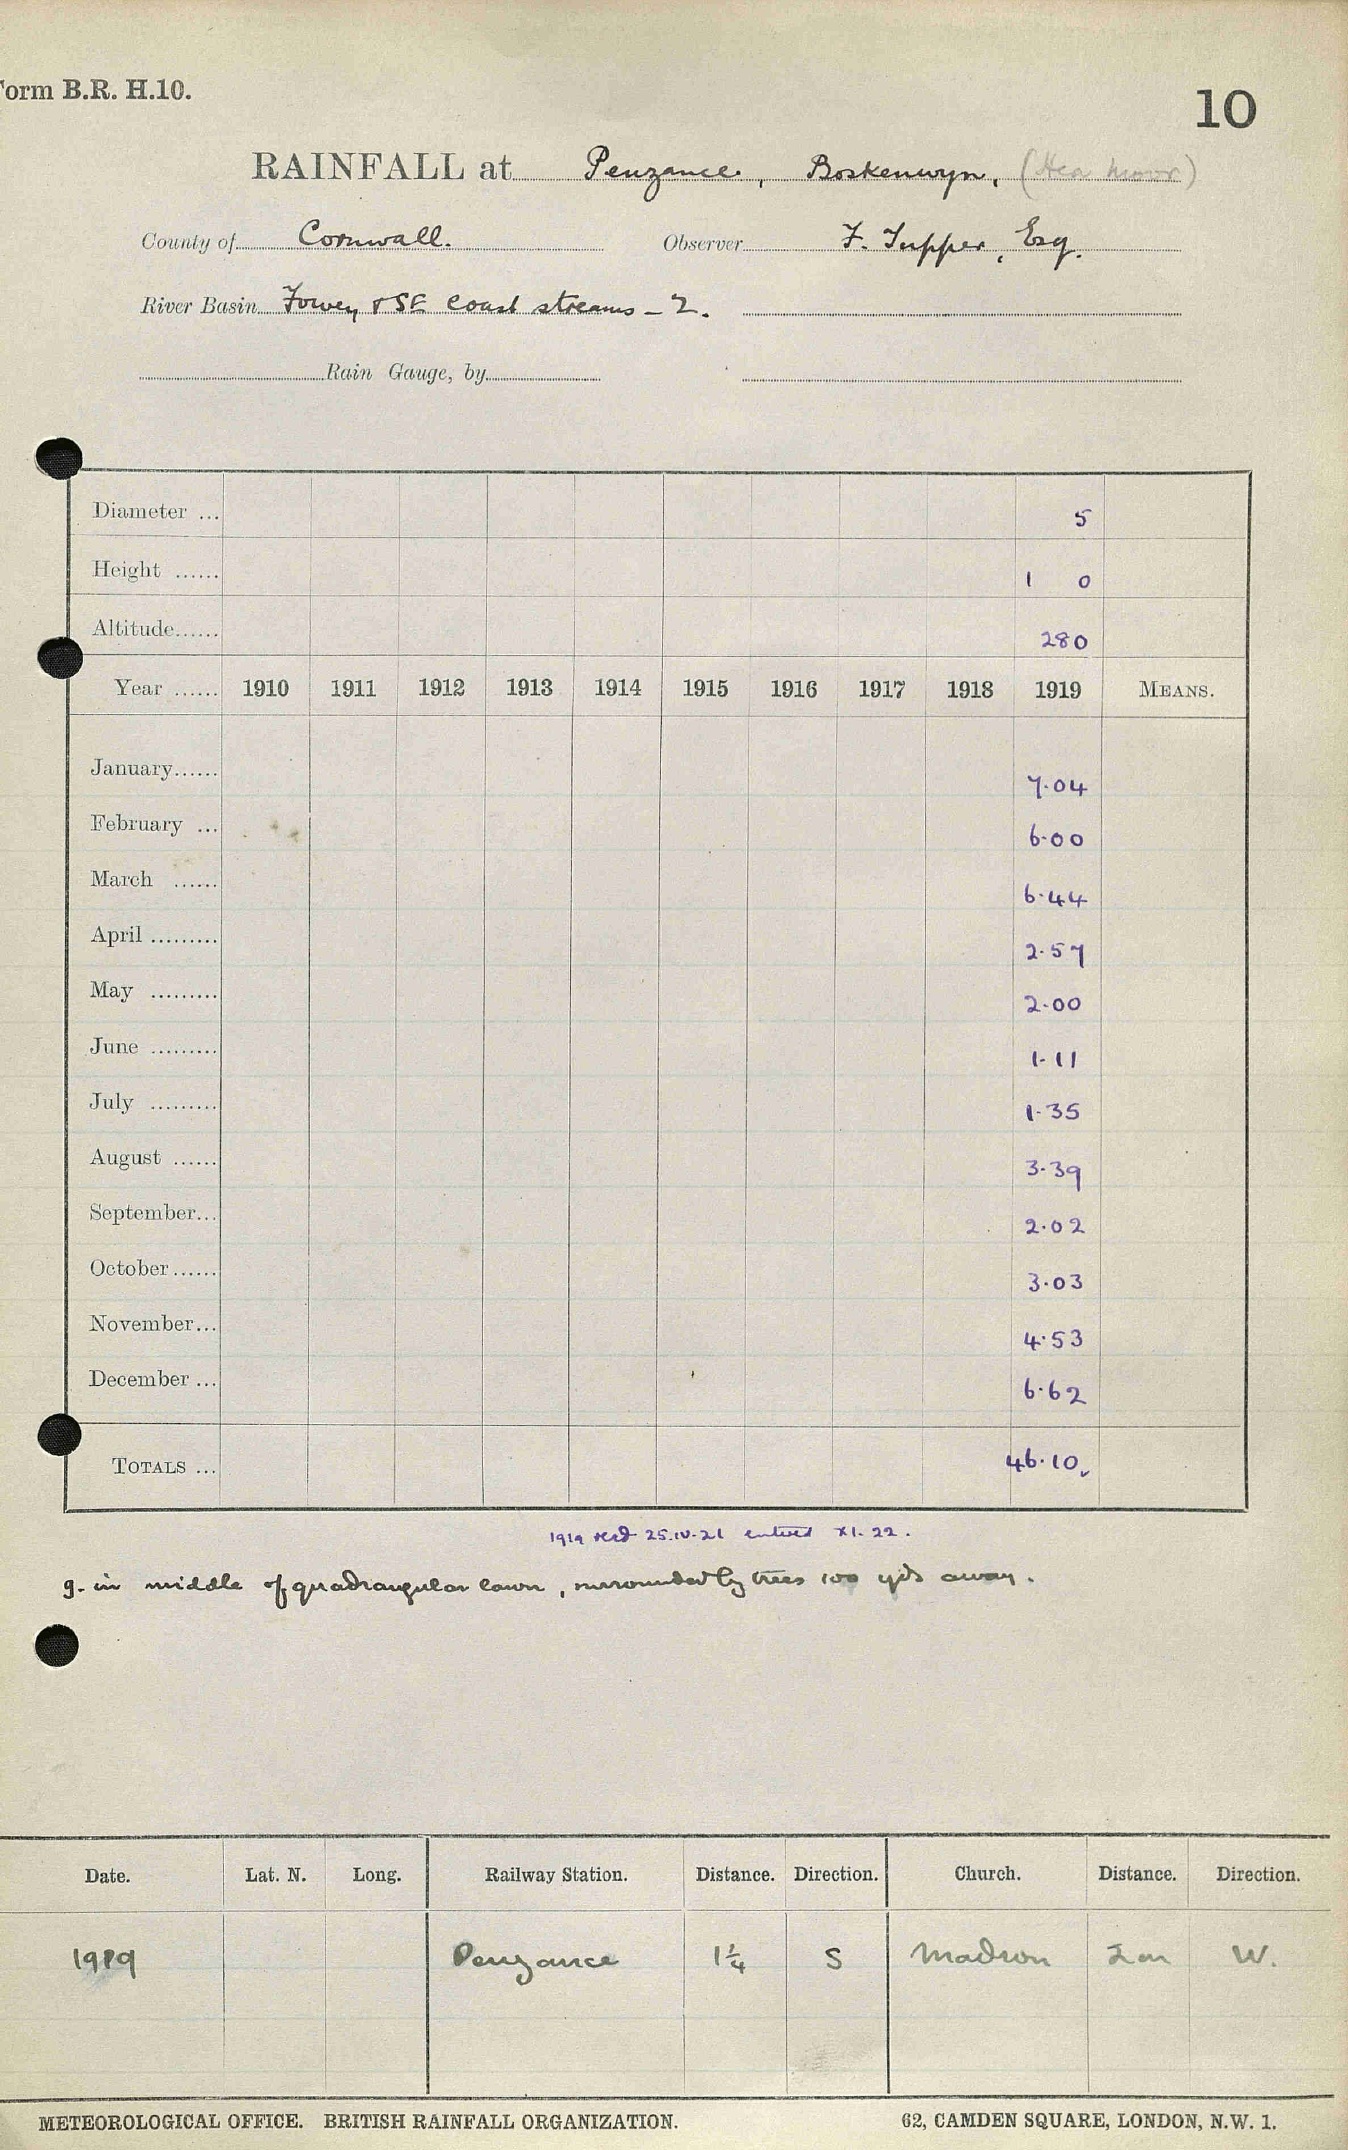 Form B.R. H.10.
10
RAINFALL at Penzance, Boskenwyn, (Hea Moor)
County of Cornwall. Observer F. Tupper, Esq.
River Basin Fowey & SE Coast streams - 2.
Rain Gauge, by
Diameter ... 5
Height ...... 1 0
Altitude...... 280
Year ...... 1910 1911 1912 1913 1914 1915 1916 1917 1918 1919 MEANS.
January...... 7.04
February ... 6.00
March ...... 6.44
April ......... 2.57
May ......... 2.00
June ......... 1.11
July ......... 1.35
August ...... 3.39
September... 2.02
October...... 3.03
November... 4.53
December ... 6.62
TOTALS ... 46.10
1919 recd 25.IV.21 entered XI.22.
g. in middle of quadrangular lawn, surrounded by trees 100 yds away.
Date. Lat. N. Long. Railway Station. Distance. Direction. Church. Distance. Direction.
1919 Penzance 1¼ S Madron W.
METEOROLOGICAL OFFICE. BRITISH RAINFALL ORGANIZATION. 62, CAMDEN SQUARE, LONDON, N.W. 1.